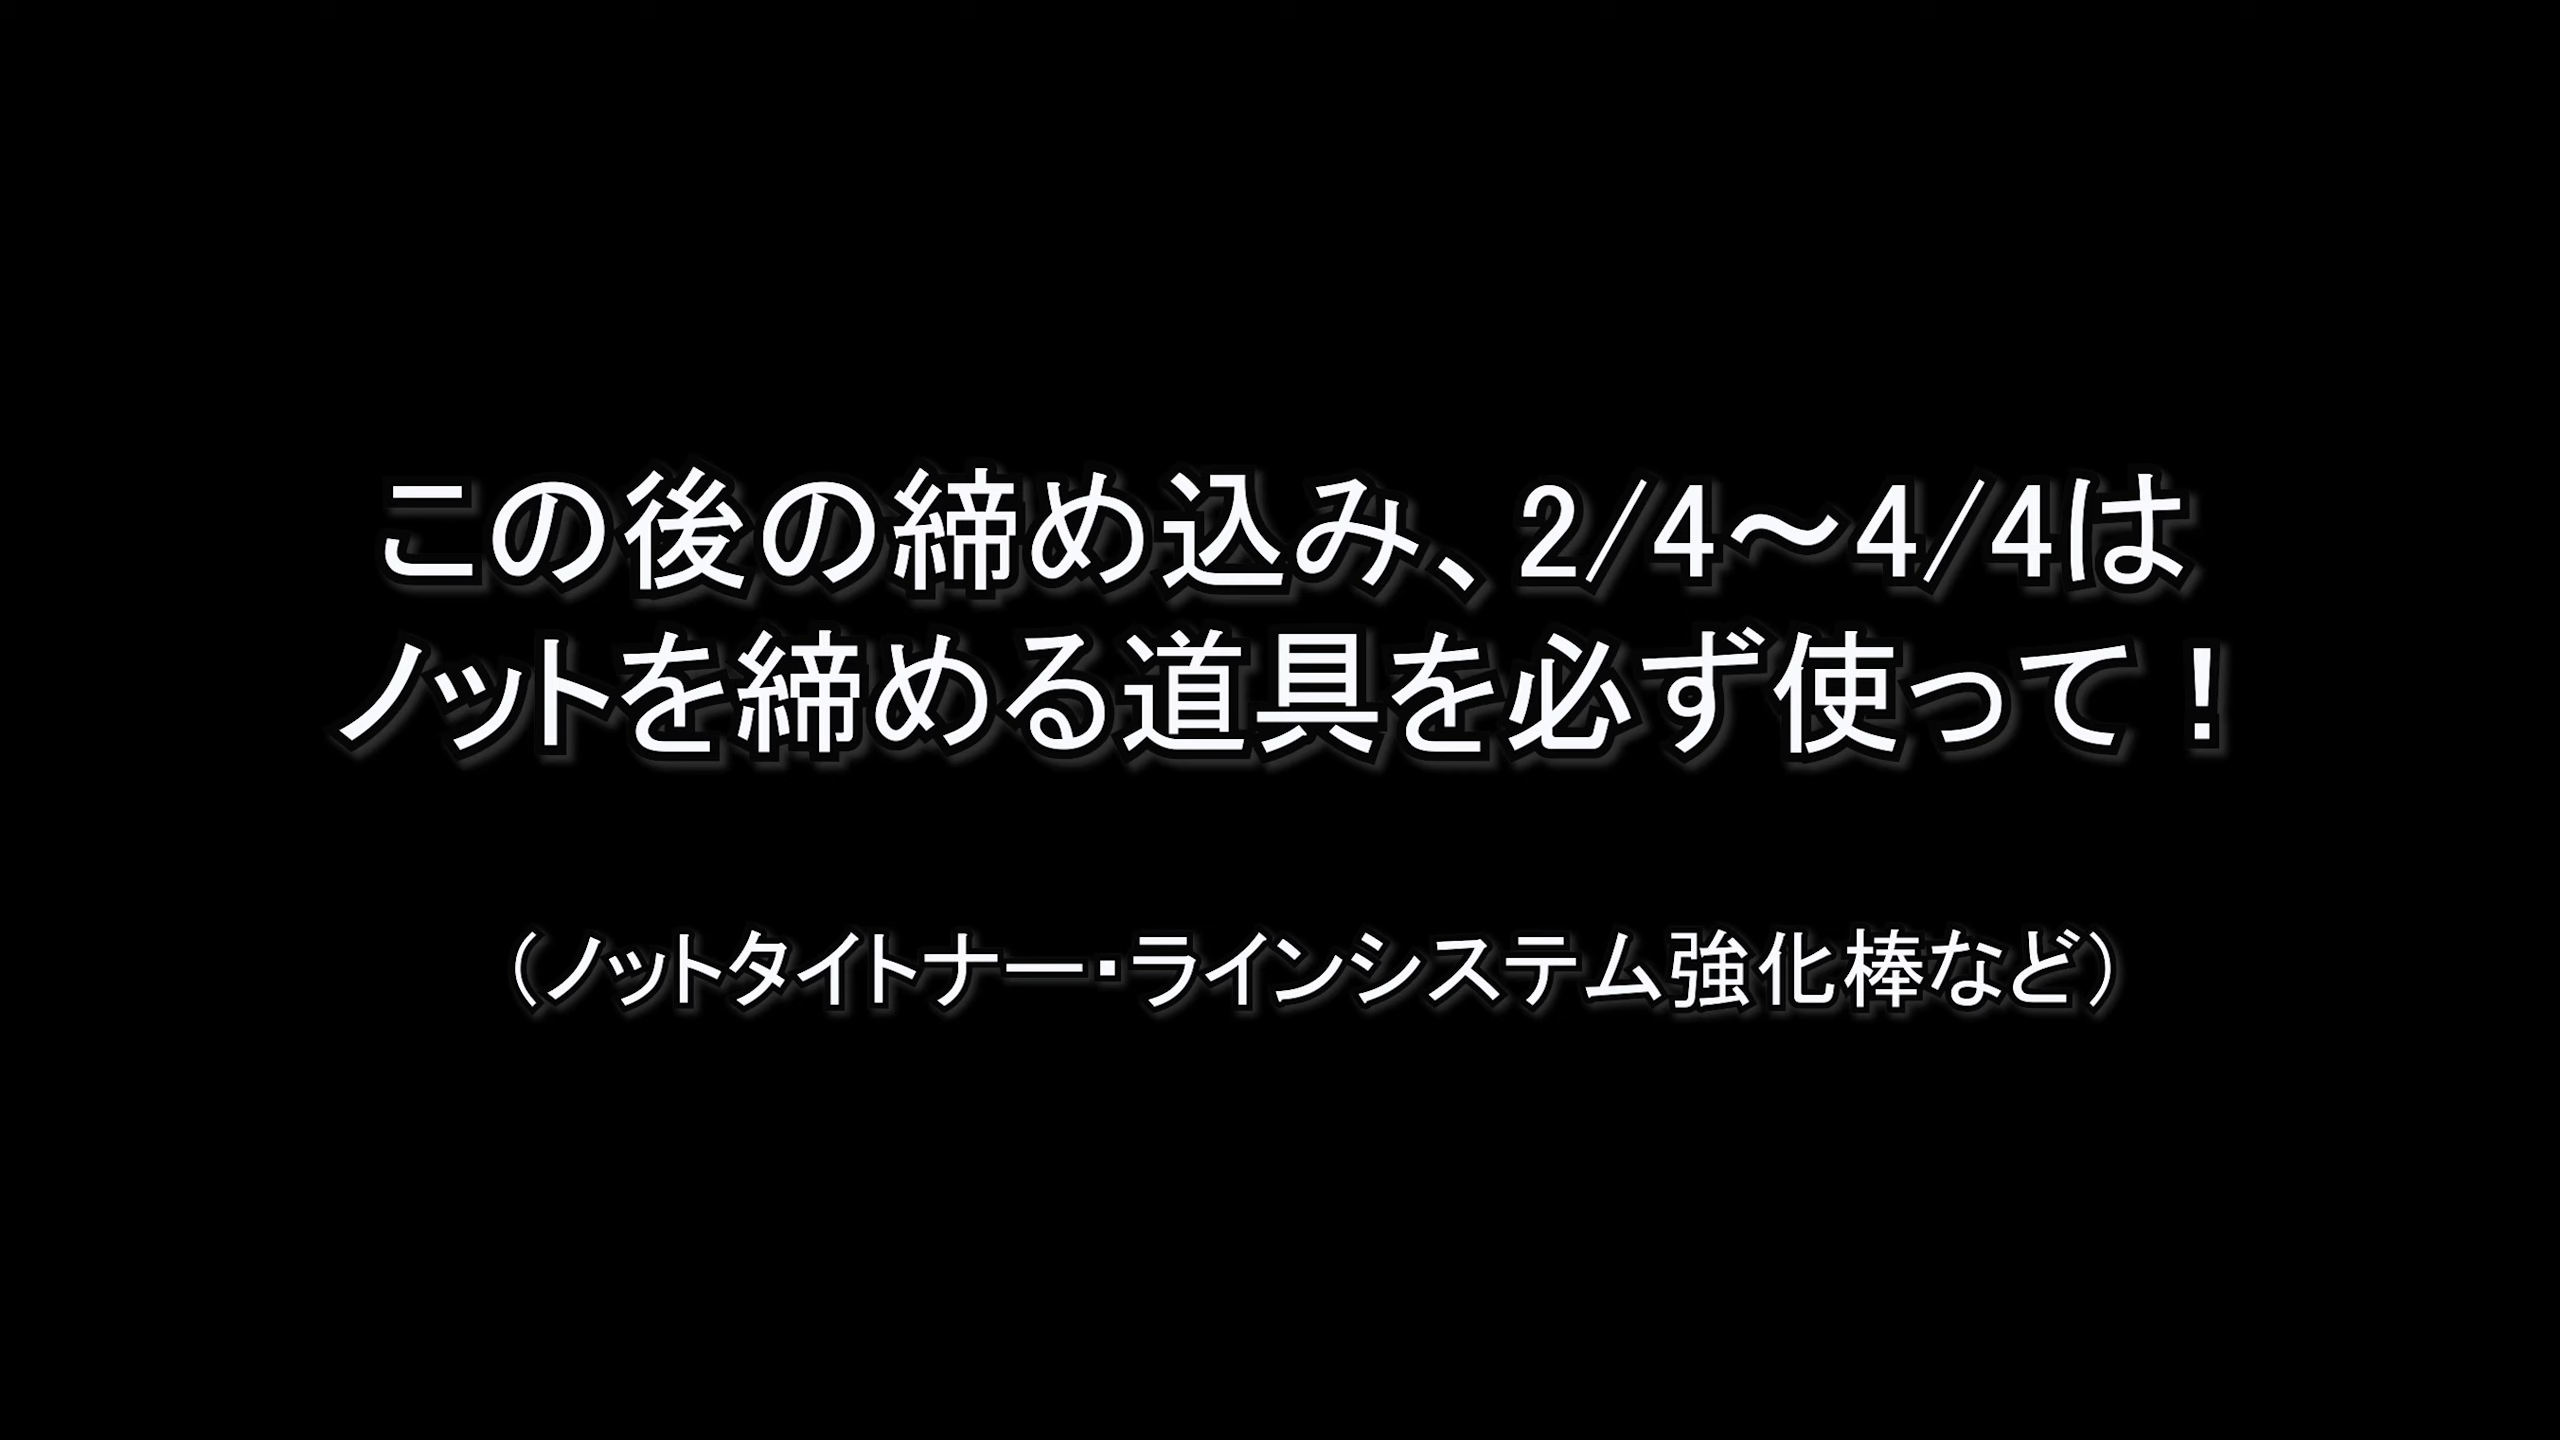 この後の締め込み、2/4～4/4は
ノットを締める道具を必ず使って！
（ノットタイトナー・ラインシステム強化棒など）